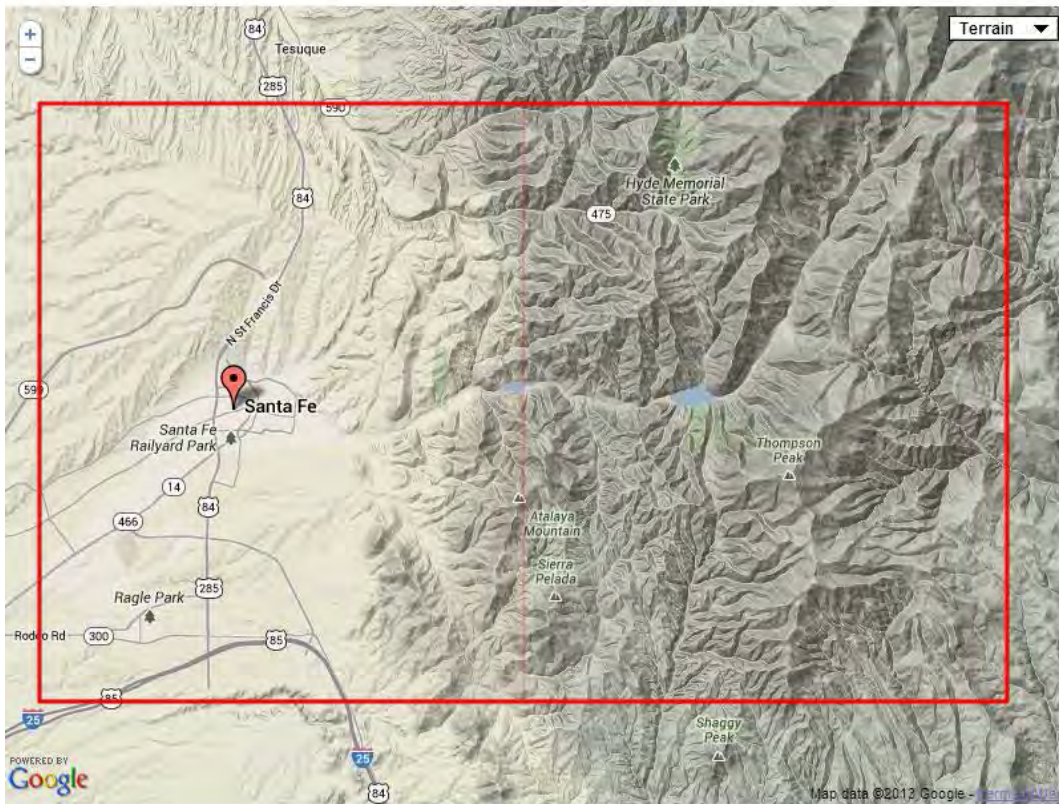 +
84
Terrain
Tesuque
−
285
590
Hyde Memorial
State Park
84
475
N St Francis Dr
599
Santa Fe
Santa Fe
Railyard Park
Thompson
Peak
14
84
466
Atalaya
Mountain
Sierra
Pelada
285
Ragle Park
Rodeo Rd
300
85
85
25
Shaggy
Peak
25
POWERED BY
Google
84
Map data ©2013 Google -